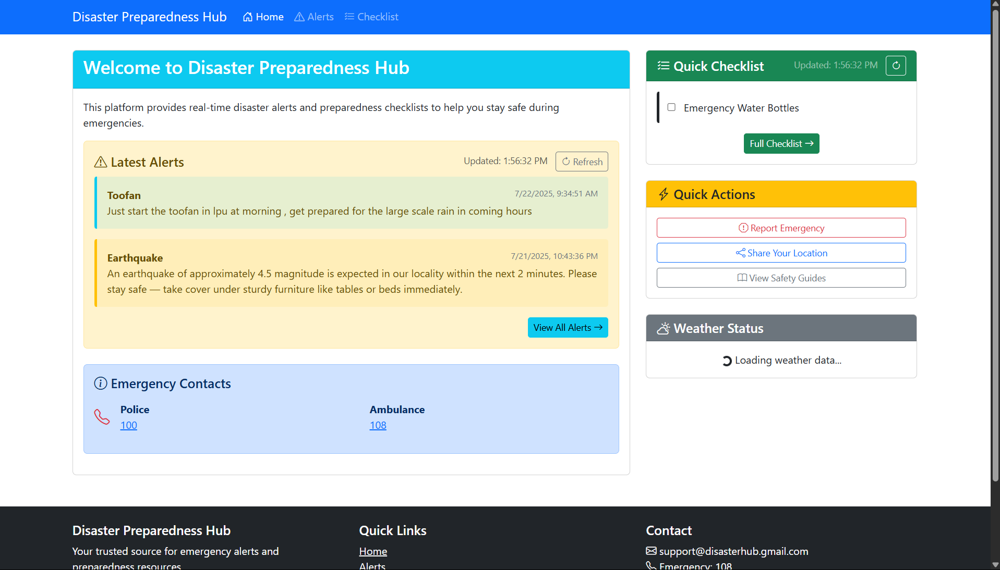 Disaster Preparedness Hub
Home
Alerts
Checklist
Welcome to Disaster Preparedness Hub
This platform provides real-time disaster alerts and preparedness checklists to help you stay safe during
emergencies.
Latest Alerts
Updated: 1:56:32 PM
Refresh
Toofan
7/22/2025, 9:34:51 AM
Just start the toofan in lpu at morning , get prepared for the large scale rain in coming hours
Earthquake
7/21/2025, 10:43:36 PM
An earthquake of approximately 4.5 magnitude is expected in our locality within the next 2 minutes. Please
stay safe — take cover under sturdy furniture like tables or beds immediately.
View All Alerts →
Emergency Contacts
Police
100
Ambulance
108
Quick Checklist
Updated: 1:56:32 PM
Emergency Water Bottles
Full Checklist →
Quick Actions
Report Emergency
Share Your Location
View Safety Guides
Weather Status
Loading weather data...
Disaster Preparedness Hub
Your trusted source for emergency alerts and
preparedness resources
Quick Links
Home
Alerts
Contact
support@disasterhub.gmail.com
Emergency: 108